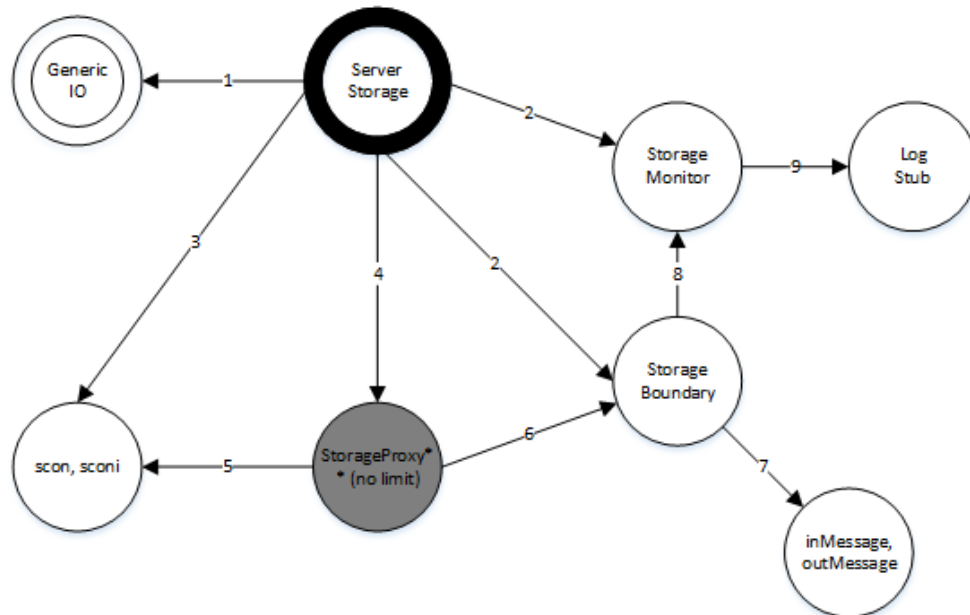 Generic
IO
1
Server
Storage
2
Storage
Monitor
9
Log
Stub
3
4
2
8
Storage
Boundary
scon, sconi
5
StorageProxy*
* (no limit)
6
7
inMessage,
outMessage